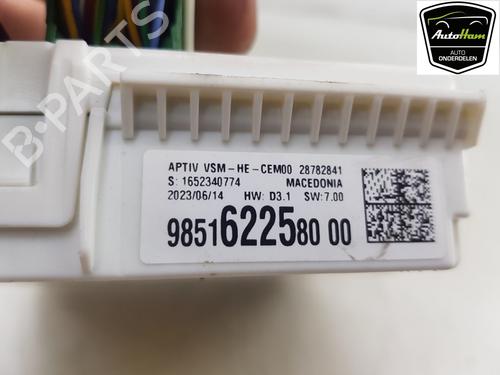 AutoHam
AUTO
ONDERDELEN
B-PARTS
APTIV VSM-HE-CEM00 28782841
S: 1652340774 MACEDONIA
2023/06/14 HW: D3.1 SW:7.00
9851622580 00